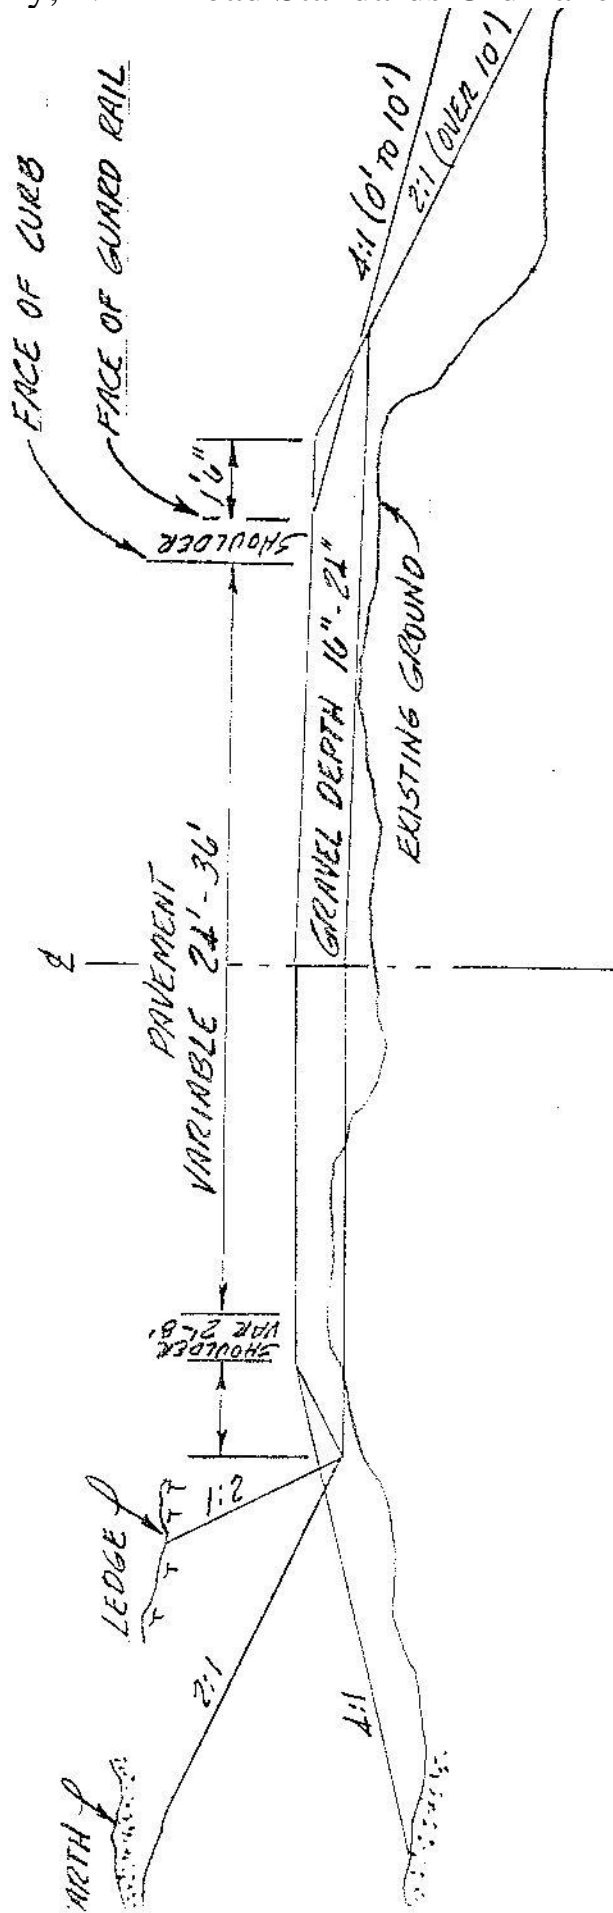 FACE OF CURB
FACE OF GUARD RAIL
4:1 (0' TO 10')
2:1 (OVER 10')
1'6"
SHOULDER
℄
PAVEMENT
VARIABLE 24'-36'
GRAVEL DEPTH 16"-24"
EXISTING GROUND
SHOULDER
VAR 2'-8'
LEDGE
2:1
2:1
4:1
ARTH